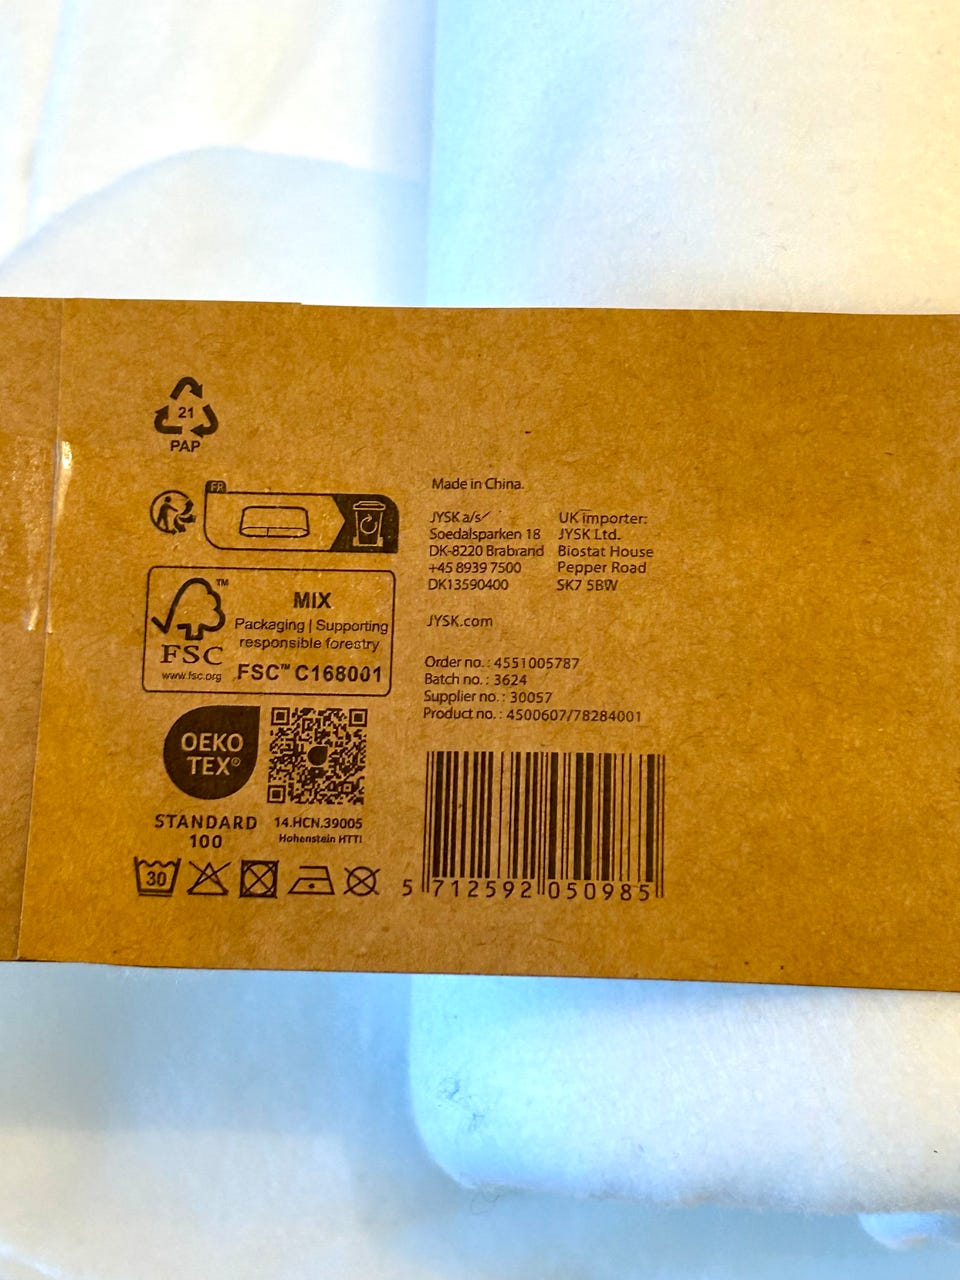 21
PAP
FR
FSC™
www.fsc.org
MIX
Packaging | Supporting
responsible forestry
FSC™ C168001
OEKO
TEX®
STANDARD
100
14.HCN.39005
Hohenstein HTTI
30
Made in China.
JYSK a/s
Soedalsparken 18
DK-8220 Brabrand
+45 8939 7500
DK13590400
UK importer:
JYSK Ltd.
Biostat House
Pepper Road
SK7 5BW
JYSK.com
Order no.: 4551005787
Batch no.: 3624
Supplier no.: 30057
Product no.: 4500607/78284001
5 712592 050985